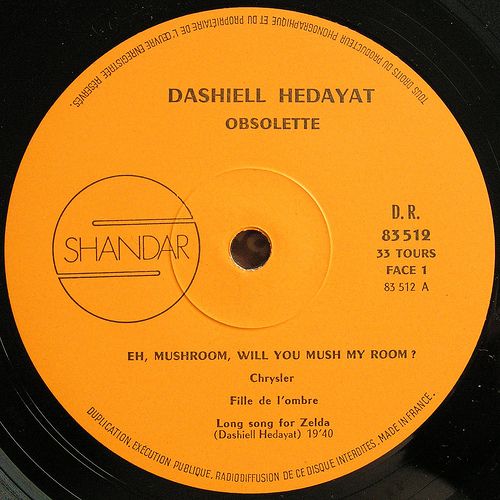 TOUS DROITS DU PRODUCTEUR PHONOGRAPHIQUE ET DU PROPRIÉTAIRE DE L'ŒUVRE ENREGISTRÉE RÉSERVÉS.
DASHIELL HEDAYAT
OBSOLETTE
SHANDAR
D. R.
83 512
33 TOURS
FACE 1
83 512 A
EH, MUSHROOM, WILL YOU MUSH MY ROOM ?
Chrysler
Fille de l'ombre
Long song for Zelda
(Dashiell Hedayat) 19'40
DUPLICATION, EXÉCUTION PUBLIQUE, RADIODIFFUSION DE CE DISQUE INTERDITES. MADE IN FRANCE.